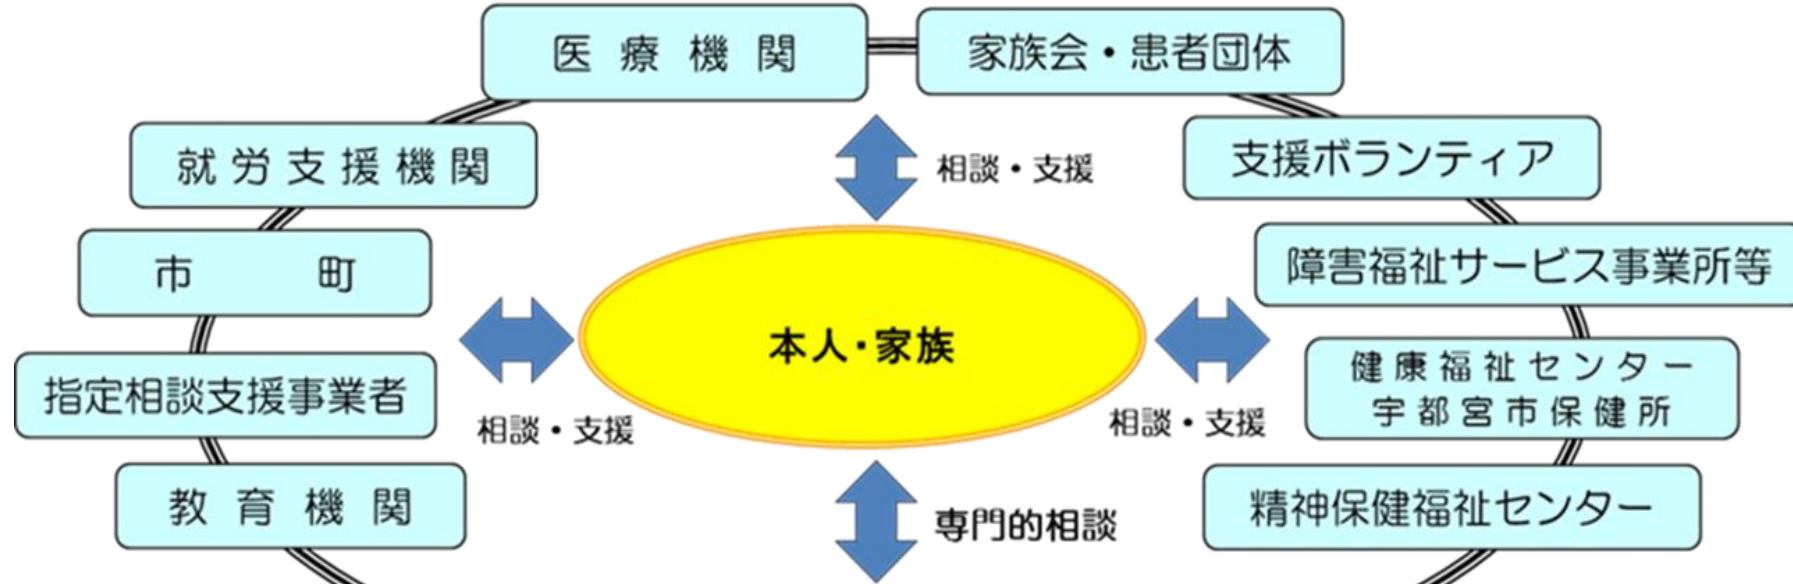 医療機関
家族会・患者団体
就労支援機関
相談・支援
支援ボランティア
市町
障害福祉サービス事業所等
本人・家族
健康福祉センター
宇都宮市保健所
指定相談支援事業者
相談・支援
相談・支援
教育機関
専門的相談
精神保健福祉センター